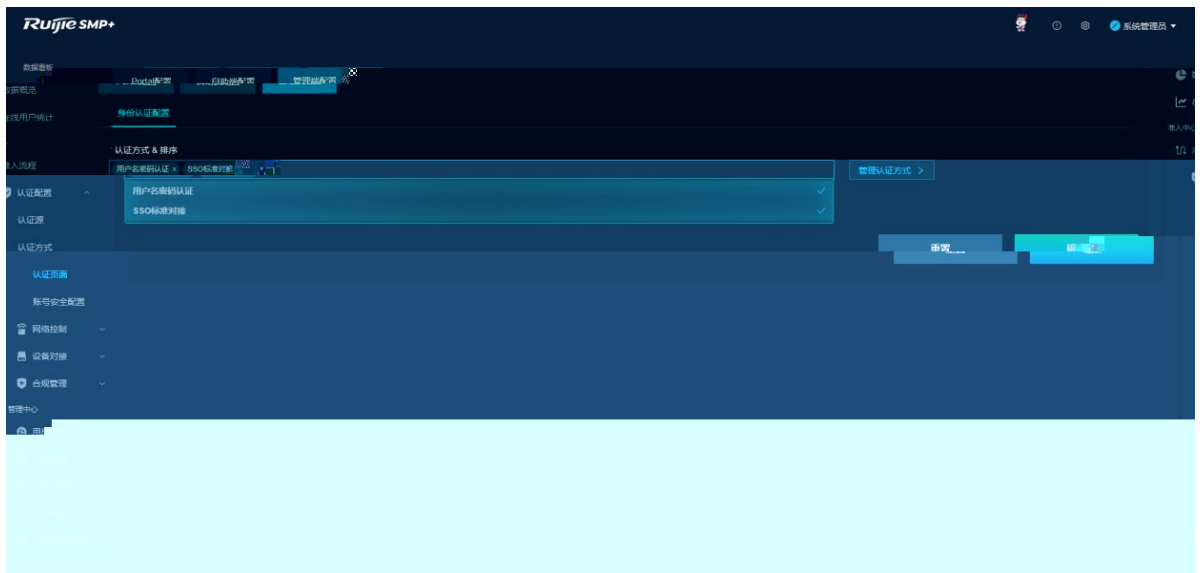 Ruijie SMP+
系统管理员
数据看板
Portal配置
自助端配置
管理端配置
数据概览
身份认证配置
在线用户统计
准入中心
认证方式 & 排序
准入流程
用户名密码认证 ×
SSO标准对接
管理认证方式 >
认证配置
用户名密码认证
SSO标准对接
认证源
认证方式
重置
认证页面
账号安全配置
网络控制
设备对接
合规管理
管理中心